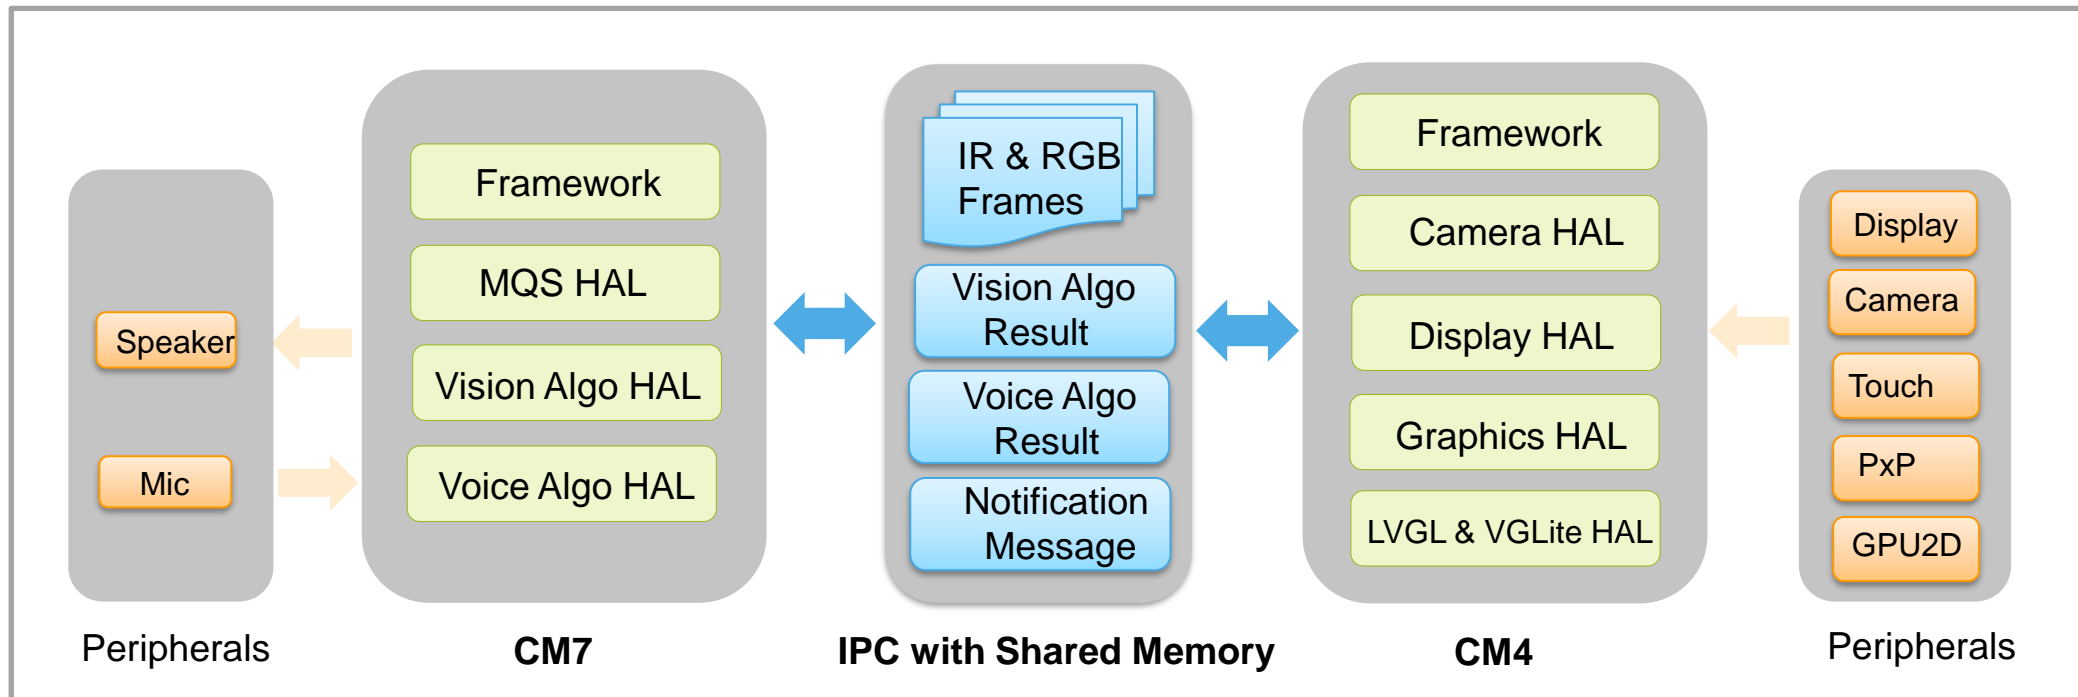 Speaker
Mic
Peripherals
Framework
MQS HAL
Vision Algo HAL
Voice Algo HAL
CM7
IR & RGB
Frames
Vision Algo
Result
Voice Algo
Result
Notification
Message
IPC with Shared Memory
Framework
Camera HAL
Display HAL
Graphics HAL
LVGL & VGLite HAL
CM4
Display
Camera
Touch
PxP
GPU2D
Peripherals